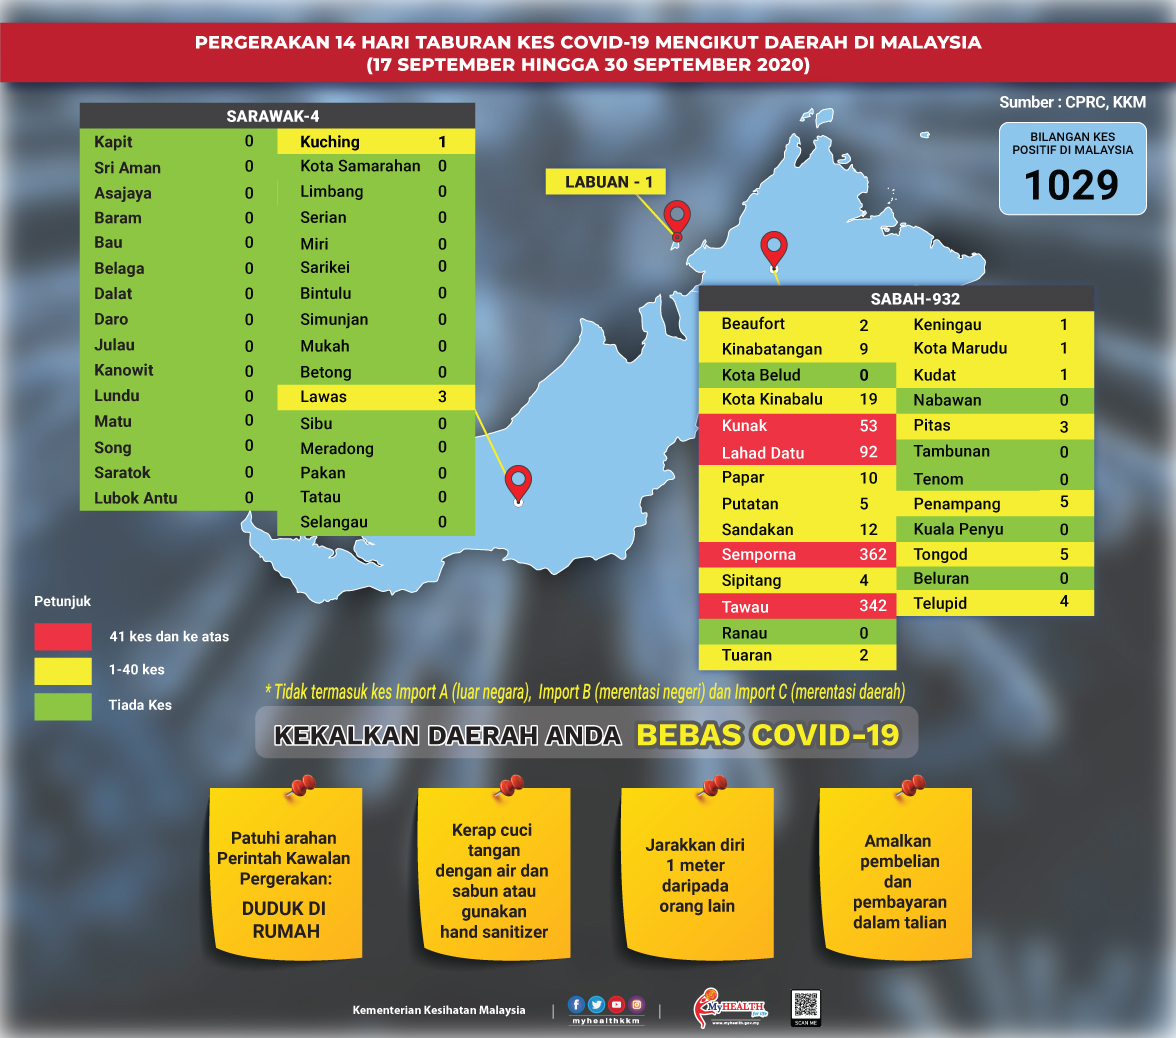 PERGERAKAN 14 HARI TABURAN KES COVID-19 MENGIKUT DAERAH DI MALAYSIA
(17 SEPTEMBER HINGGA 30 SEPTEMBER 2020)
Sumber : CPRC, KKM
BILANGAN KES
POSITIF DI MALAYSIA
1029
SARAWAK-4
Kapit 0
Sri Aman 0
Asajaya 0
Baram 0
Bau 0
Belaga 0
Dalat 0
Daro 0
Julau 0
Kanowit 0
Lundu 0
Matu 0
Song 0
Saratok 0
Lubok Antu 0
Kuching 1
Kota Samarahan 0
Limbang 0
Serian 0
Miri 0
Sarikei 0
Bintulu 0
Simunjan 0
Mukah 0
Betong 0
Lawas 3
Sibu 0
Meradong 0
Pakan 0
Tatau 0
Selangau 0
LABUAN - 1
SABAH-932
Beaufort 2
Kinabatangan 9
Kota Belud 0
Kota Kinabalu 19
Kunak 53
Lahad Datu 92
Papar 10
Putatan 5
Sandakan 12
Semporna 362
Sipitang 4
Tawau 342
Ranau 0
Tuaran 2
Keningau 1
Kota Marudu 1
Kudat 1
Nabawan 0
Pitas 3
Tambunan 0
Tenom 0
Penampang 5
Kuala Penyu 0
Tongod 5
Beluran 0
Telupid 4
Petunjuk
41 kes dan ke atas
1-40 kes
Tiada Kes
* Tidak termasuk kes Import A (luar negara), Import B (merentasi negeri) dan Import C (merentasi daerah)
KEKALKAN DAERAH ANDA BEBAS COVID-19
Patuhi arahan
Perintah Kawalan
Pergerakan:
DUDUK DI
RUMAH
Kerap cuci
tangan
dengan air dan
sabun atau
gunakan
hand sanitizer
Jarakkan diri
1 meter
daripada
orang lain
Amalkan
pembelian
dan
pembayaran
dalam talian
Kementerian Kesihatan Malaysia
myhealthkkm
MyHEALTH
for life
www.myhealth.gov.my
SCAN ME